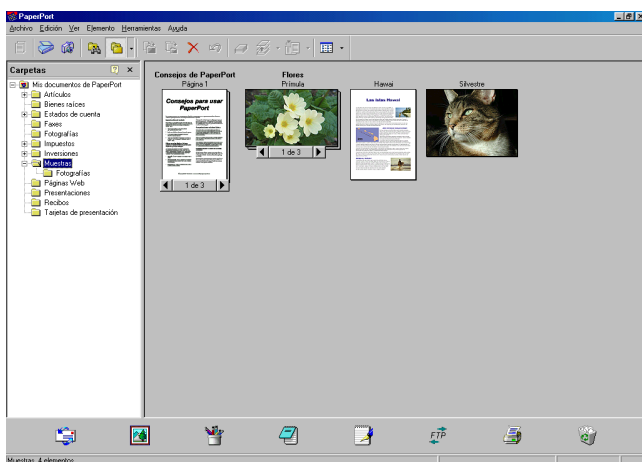 PaperPort
Archivo Edición Ver Elemento Herramientas Ayuda
Carpetas
Mis documentos de PaperPort
Artículos
Bienes raíces
Estados de cuenta
Faxes
Fotografías
Impuestos
Inversiones
Muestras
Fotografías
Páginas Web
Presentaciones
Recibos
Tarjetas de presentación
Consejos de PaperPort
Página 1
Consejos para usar
PaperPort
1 de 3
Flores
Prímula
1 de 3
Hawai
Las Islas Hawai
Silvestre
FTP
Muestras, 4 elementos